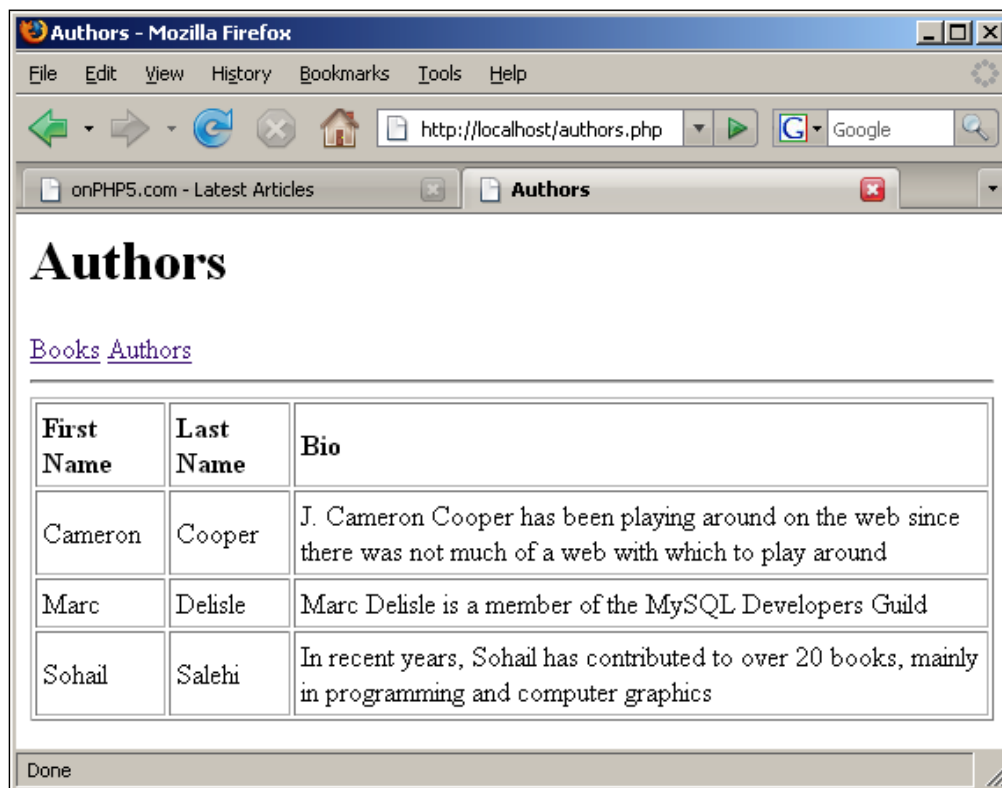 Authors - Mozilla Firefox
File Edit View History Bookmarks Tools Help
http://localhost/authors.php
G Google
onPHP5.com - Latest Articles
Authors
Authors
Books Authors
First Name Last Name Bio
Cameron Cooper J. Cameron Cooper has been playing around on the web since
there was not much of a web with which to play around
Marc Delisle Marc Delisle is a member of the MySQL Developers Guild
Sohail Salehi In recent years, Sohail has contributed to over 20 books, mainly
in programming and computer graphics
Done